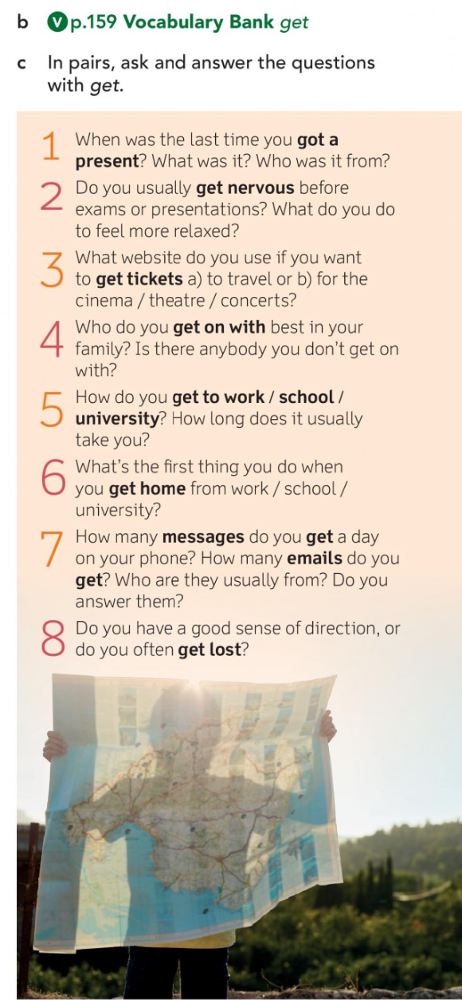 b V p.159 Vocabulary Bank get
c In pairs, ask and answer the questions
with get.
1 When was the last time you got a
present? What was it? Who was it from?
2 Do you usually get nervous before
exams or presentations? What do you do
to feel more relaxed?
3 What website do you use if you want
to get tickets a) to travel or b) for the
cinema / theatre / concerts?
4 Who do you get on with best in your
family? Is there anybody you don't get on
with?
5 How do you get to work / school /
university? How long does it usually
take you?
6 What's the first thing you do when
you get home from work / school /
university?
7 How many messages do you get a day
on your phone? How many emails do you
get? Who are they usually from? Do you
answer them?
8 Do you have a good sense of direction, or
do you often get lost?